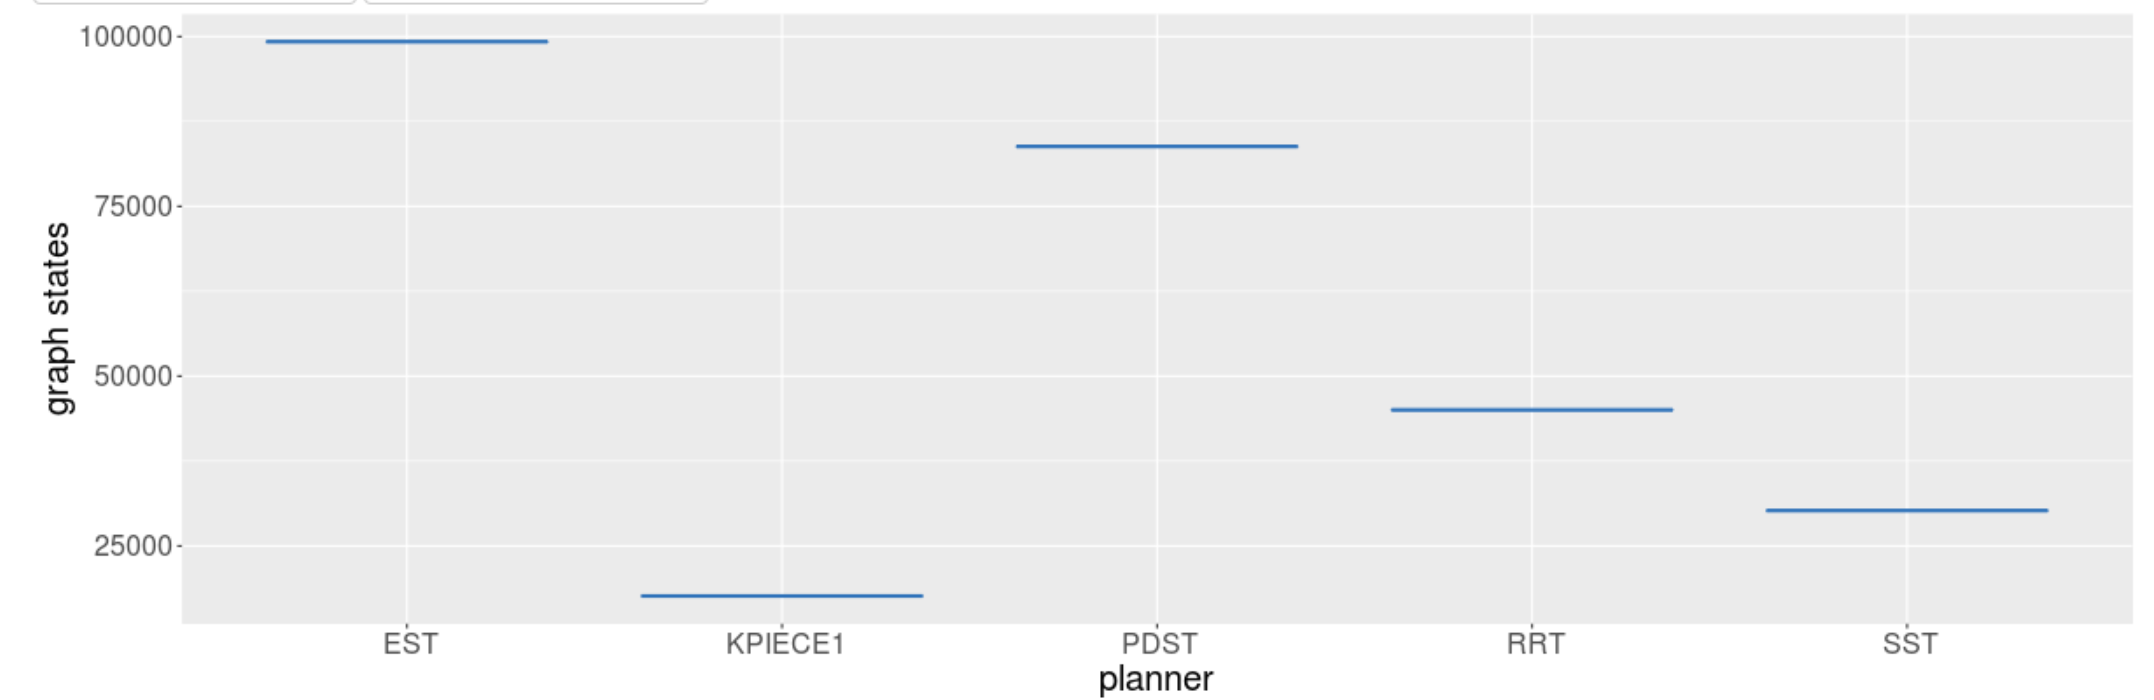 100000
75000
50000
25000
graph states
EST KPIECE1 PDST RRT SST
planner